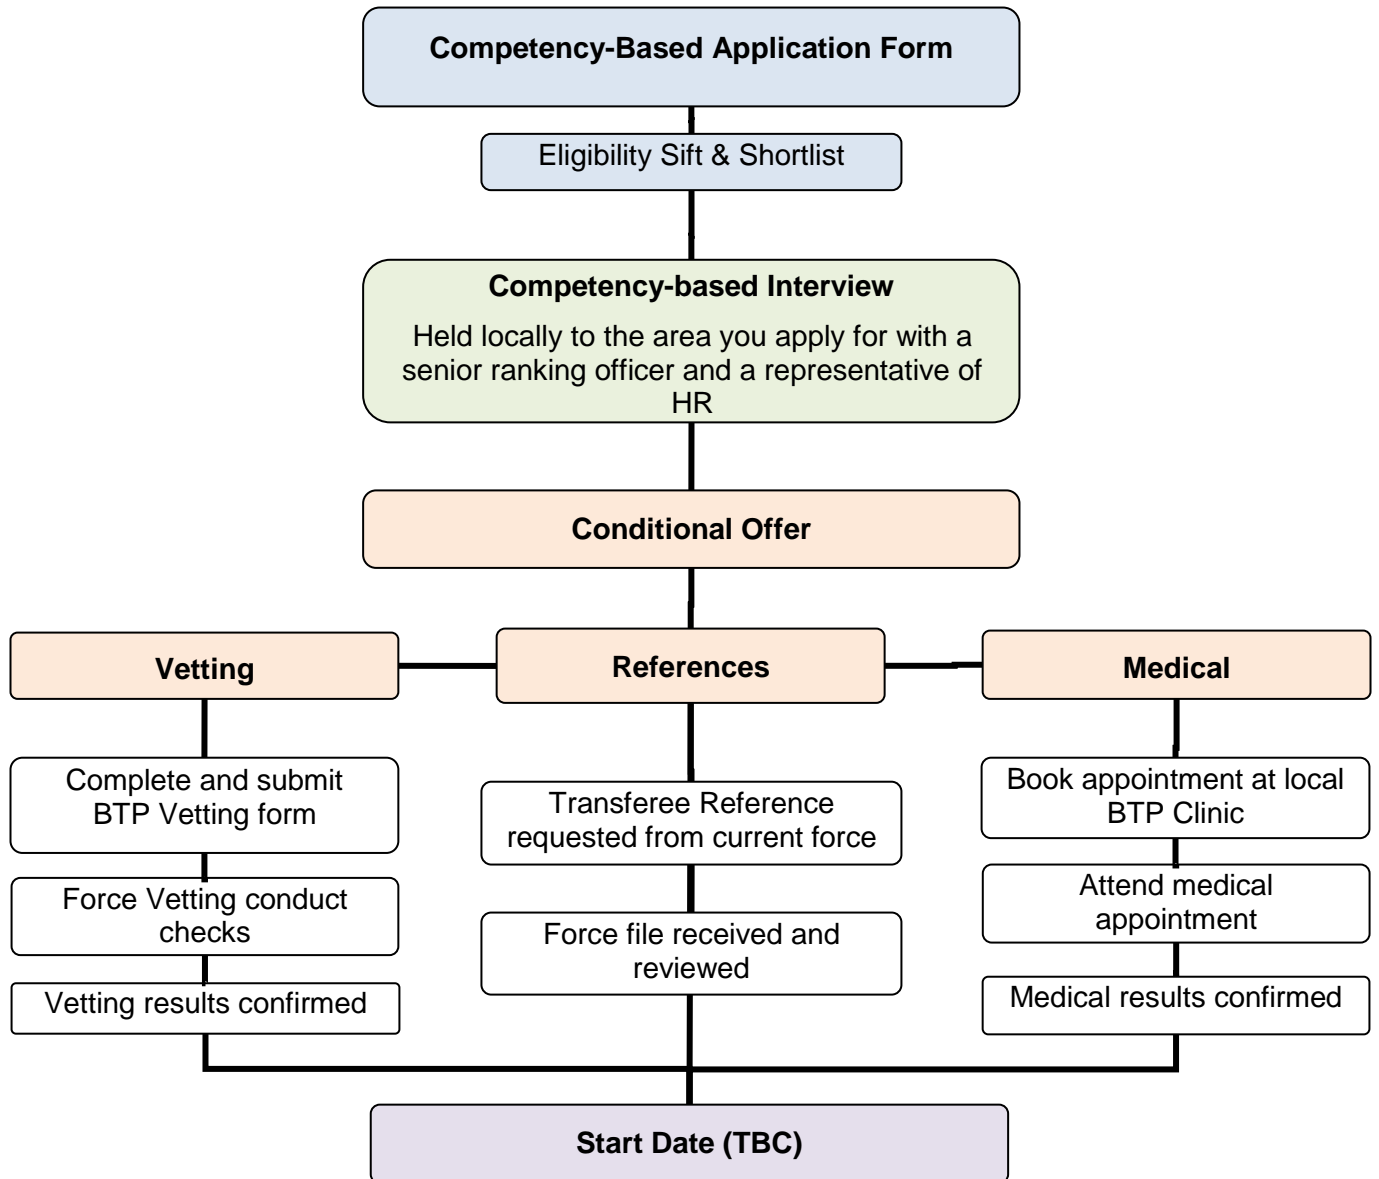 Competency-Based Application Form
Eligibility Sift & Shortlist
Competency-based Interview
Held locally to the area you apply for with a
senior ranking officer and a representative of
HR
Conditional Offer
Vetting
References
Medical
Complete and submit
BTP Vetting form
Force Vetting conduct
checks
Vetting results confirmed
Transferee Reference
requested from current force
Force file received and
reviewed
Book appointment at local
BTP Clinic
Attend medical
appointment
Medical results confirmed
Start Date (TBC)